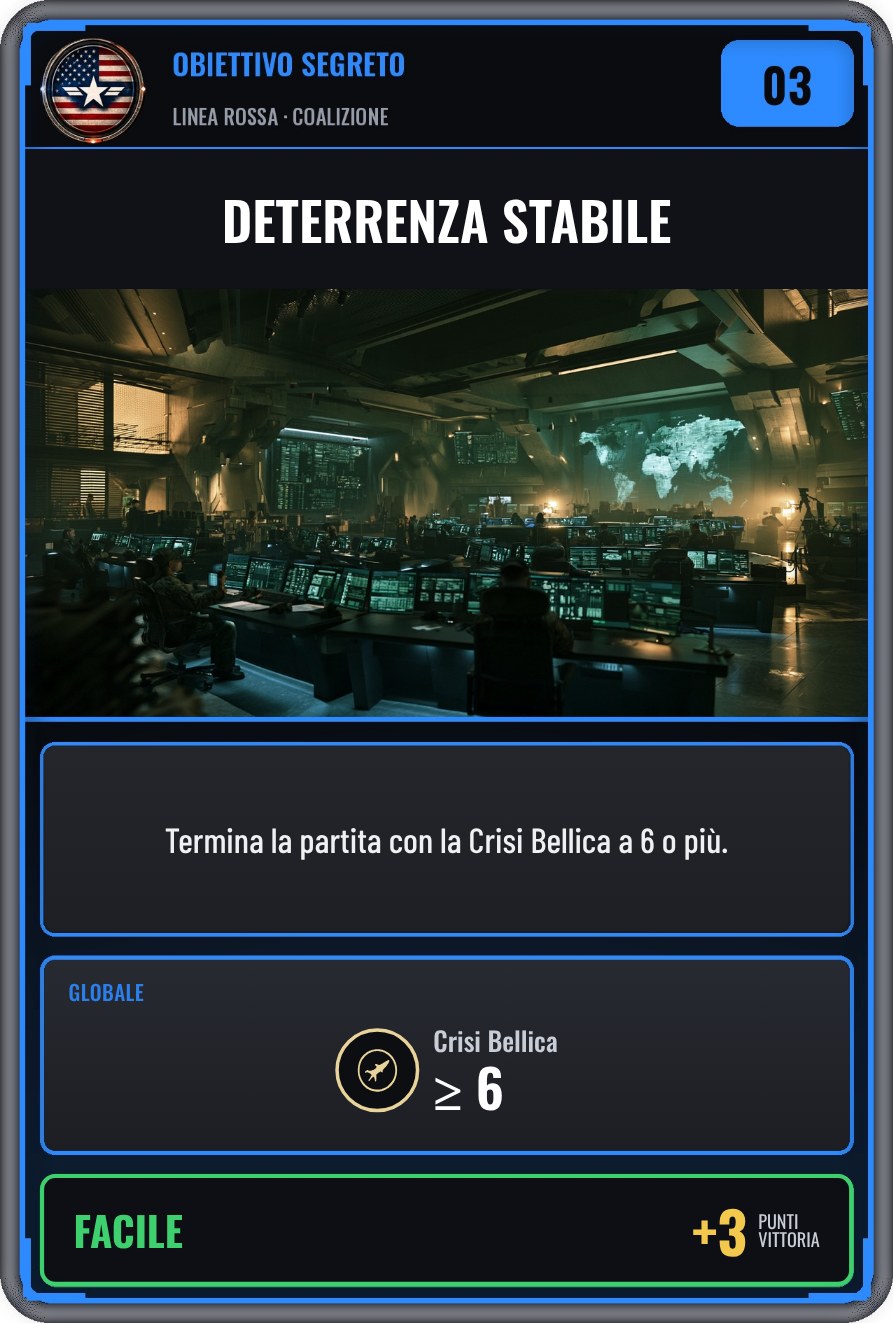 OBIETTIVO SEGRETO
LINEA ROSSA · COALIZIONE
03
DETERRENZA STABILE
Termina la partita con la Crisi Bellica a 6 o più.
GLOBALE
Crisi Bellica
≥ 6
FACILE
+3
PUNTI
VITTORIA